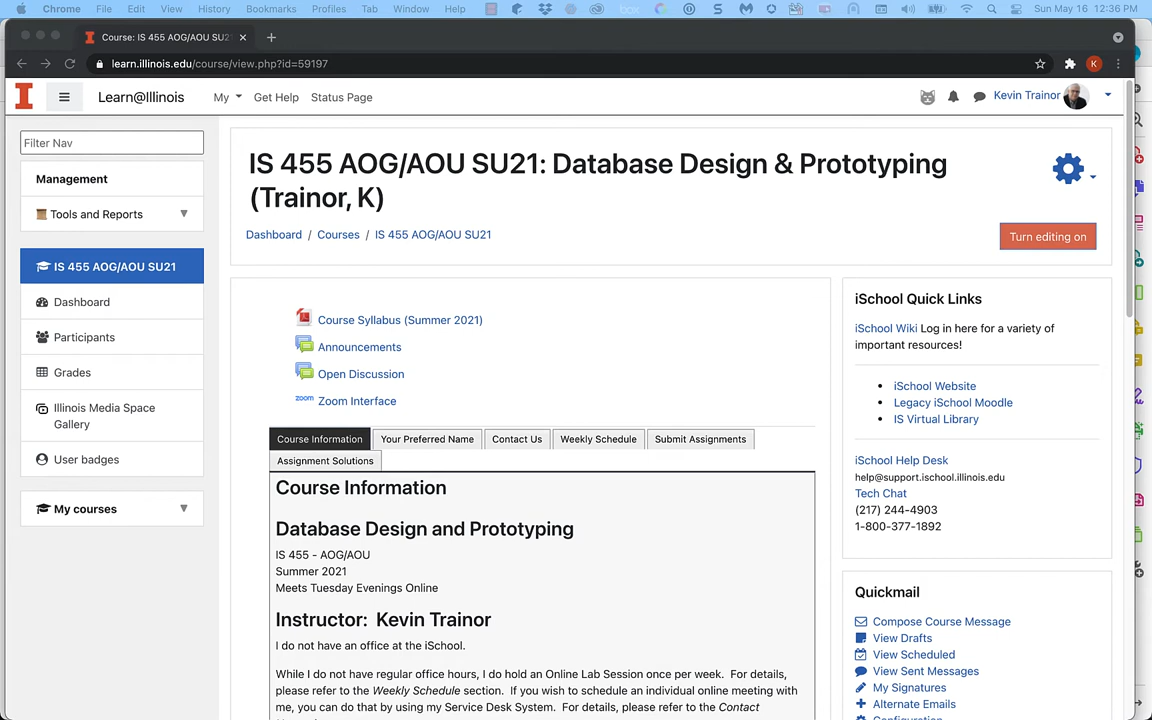 Chrome File Edit View History Bookmarks Profiles Tab Window Help Sun May 16 12:36 PM
Course: IS 455 AOG/AOU SU21:
learn.illinois.edu/course/view.php?id=59197
K
Learn@Illinois My Get Help Status Page Kevin Trainor
Filter Nav
Management
Tools and Reports
IS 455 AOG/AOU SU21
Dashboard
Participants
Grades
Illinois Media Space
Gallery
User badges
My courses
IS 455 AOG/AOU SU21: Database Design & Prototyping
(Trainor, K)
Dashboard / Courses / IS 455 AOG/AOU SU21
Turn editing on
Course Syllabus (Summer 2021)
Announcements
Open Discussion
zoom Zoom Interface
Course Information Your Preferred Name Contact Us Weekly Schedule Submit Assignments
Assignment Solutions
Course Information
Database Design and Prototyping
IS 455 - AOG/AOU
Summer 2021
Meets Tuesday Evenings Online
Instructor: Kevin Trainor
I do not have an office at the iSchool.
While I do not have regular office hours, I do hold an Online Lab Session once per week. For details,
please refer to the Weekly Schedule section. If you wish to schedule an individual online meeting with
me, you can do that by using my Service Desk System. For details, please refer to the Contact
iSchool Quick Links
iSchool Wiki Log in here for a variety of
important resources!
iSchool Website
Legacy iSchool Moodle
IS Virtual Library
iSchool Help Desk
help@support.ischool.illinois.edu
Tech Chat
(217) 244-4903
1-800-377-1892
Quickmail
Compose Course Message
View Drafts
View Scheduled
View Sent Messages
My Signatures
Alternate Emails